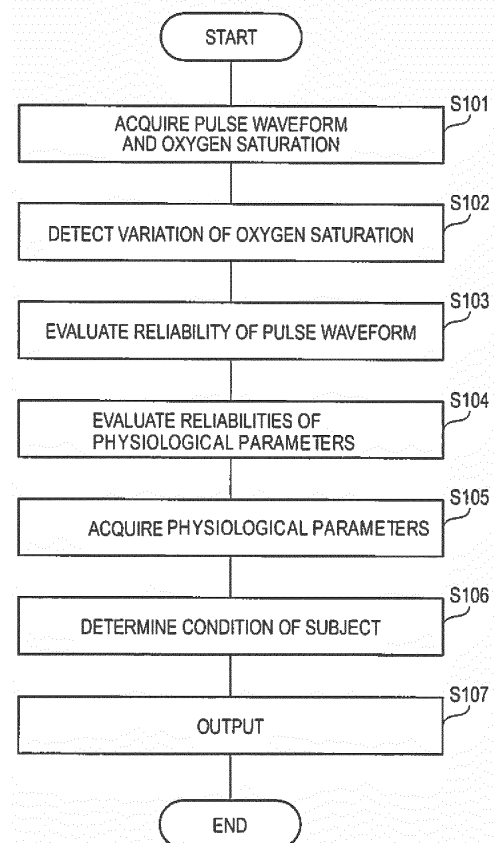 START
S101
ACQUIRE PULSE WAVEFORM
AND OXYGEN SATURATION
S102
DETECT VARIATION OF OXYGEN SATURATION
S103
EVALUATE RELIABILITY OF PULSE WAVEFORM
S104
EVALUATE RELIABILITIES OF
PHYSIOLOGICAL PARAMETERS
S105
ACQUIRE PHYSIOLOGICAL PARAMETERS
S106
DETERMINE CONDITION OF SUBJECT
S107
OUTPUT
END